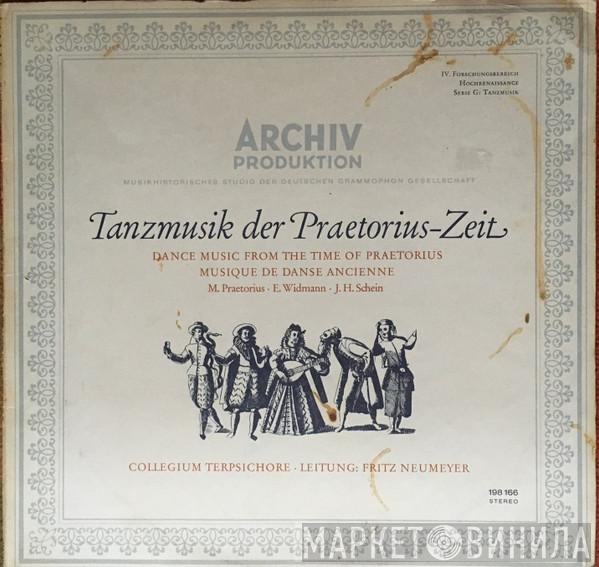 IV. Forschungsbereich
Hochrenaissance
Serie G: Tanzmusik
ARCHIV
PRODUKTION
MUSIKHISTORISCHES STUDIO DER DEUTSCHEN GRAMMOPHON GESELLSCHAFT
Tanzmusik der Praetorius-Zeit
DANCE MUSIC FROM THE TIME OF PRAETORIUS
MUSIQUE DE DANSE ANCIENNE
M. Praetorius · E. Widmann · J. H. Schein
COLLEGIUM TERPSICHORE · LEITUNG: FRITZ NEUMEYER
198 166
STEREO
МАРКЕТ ВИНИЛА